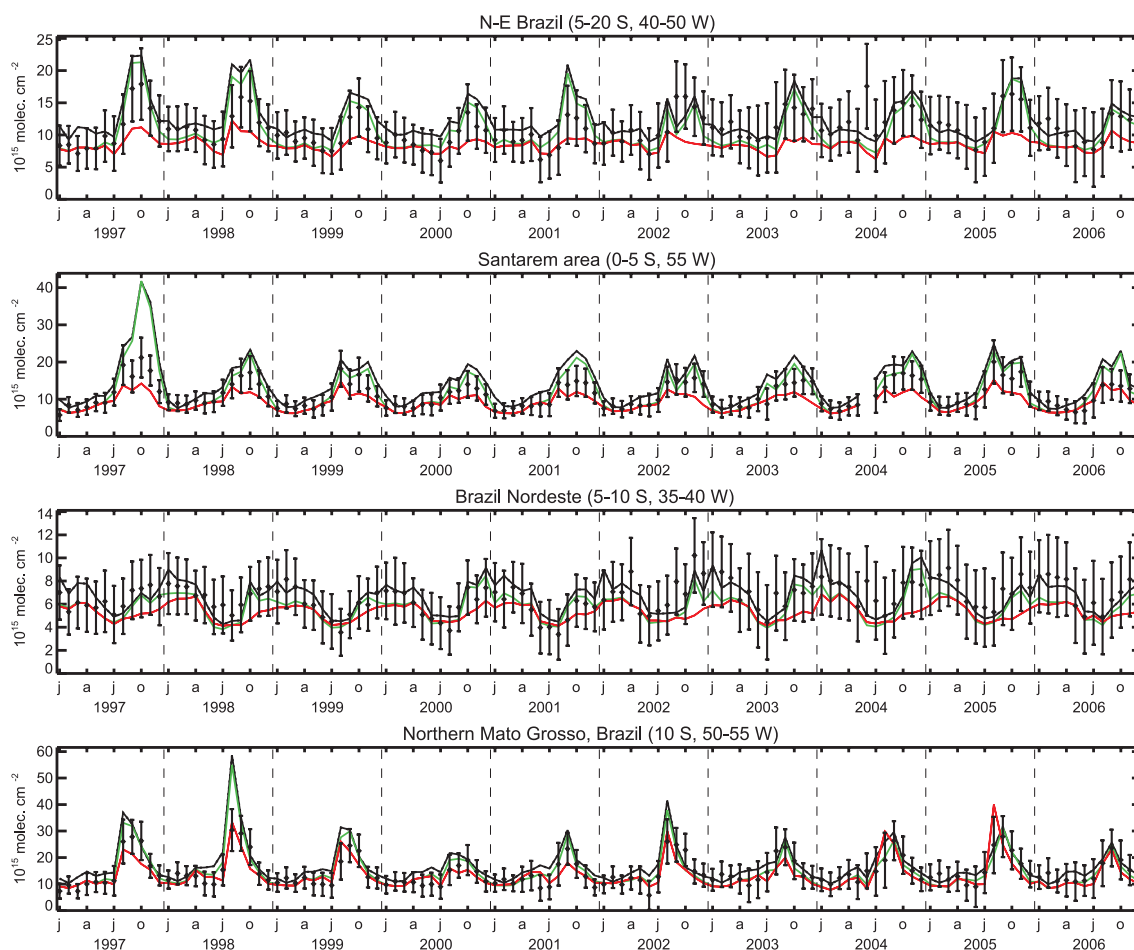 N-E Brazil (5-20 S, 40-50 W)
25
20
15
10
5
0
10¹⁵ molec. cm⁻²
j a j o j a j o j a j o j a j o j a j o j a j o j a j o j a j o j a j o j a j o
1997 1998 1999 2000 2001 2002 2003 2004 2005 2006
Santarem area (0-5 S, 55 W)
40
30
20
10
0
10¹⁵ molec. cm⁻²
j a j o j a j o j a j o j a j o j a j o j a j o j a j o j a j o j a j o j a j o
1997 1998 1999 2000 2001 2002 2003 2004 2005 2006
Brazil Nordeste (5-10 S, 35-40 W)
14
12
10
8
6
4
2
0
10¹⁵ molec. cm⁻²
j a j o j a j o j a j o j a j o j a j o j a j o j a j o j a j o j a j o j a j o
1997 1998 1999 2000 2001 2002 2003 2004 2005 2006
Northern Mato Grosso, Brazil (10 S, 50-55 W)
60
50
40
30
20
10
0
10¹⁵ molec. cm⁻²
j a j o j a j o j a j o j a j o j a j o j a j o j a j o j a j o j a j o j a j o
1997 1998 1999 2000 2001 2002 2003 2004 2005 2006